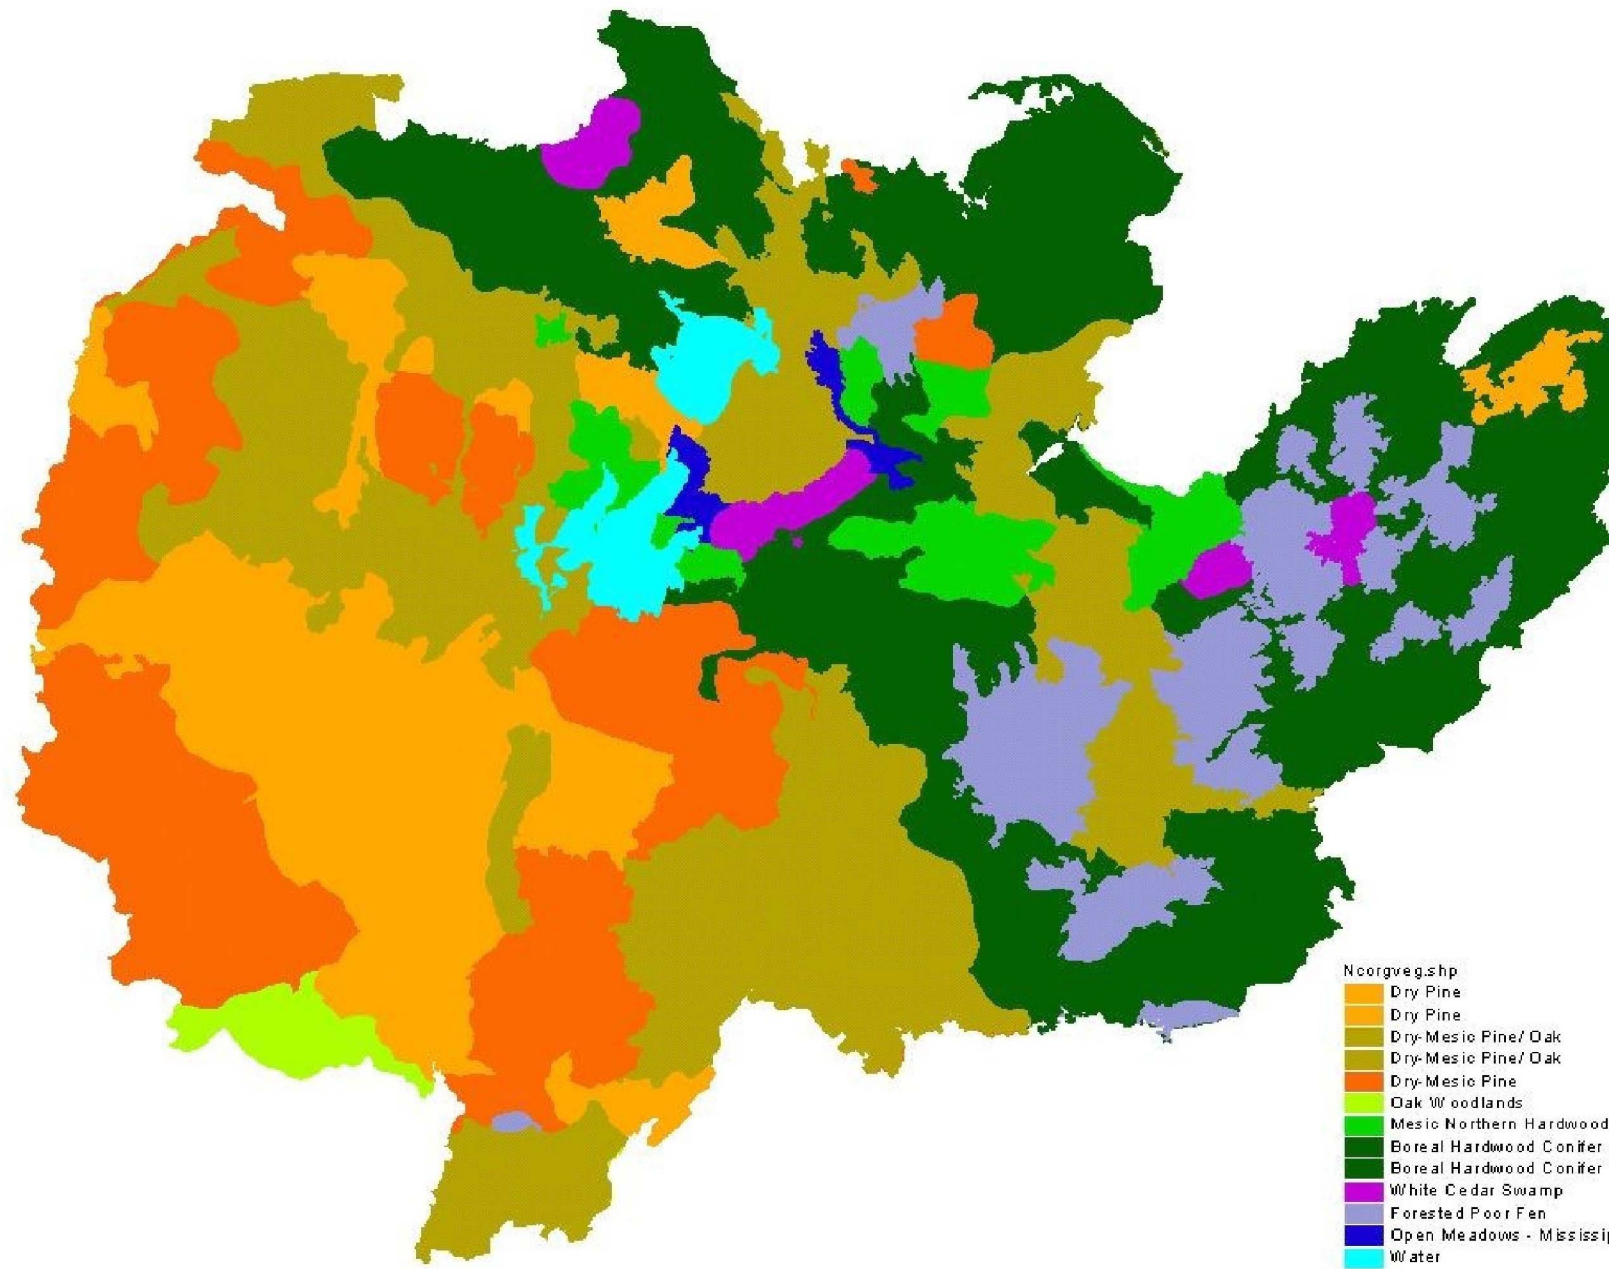 Ncorgveg.shp
Dry Pine
Dry Pine
Dry-Mesic Pine/ Oak
Dry-Mesic Pine/ Oak
Dry-Mesic Pine
Oak Woodlands
Mesic Northern Hardwood
Boreal Hardwood Conifer
Boreal Hardwood Conifer
White Cedar Swamp
Forested Poor Fen
Open Meadows - Mississip
Water